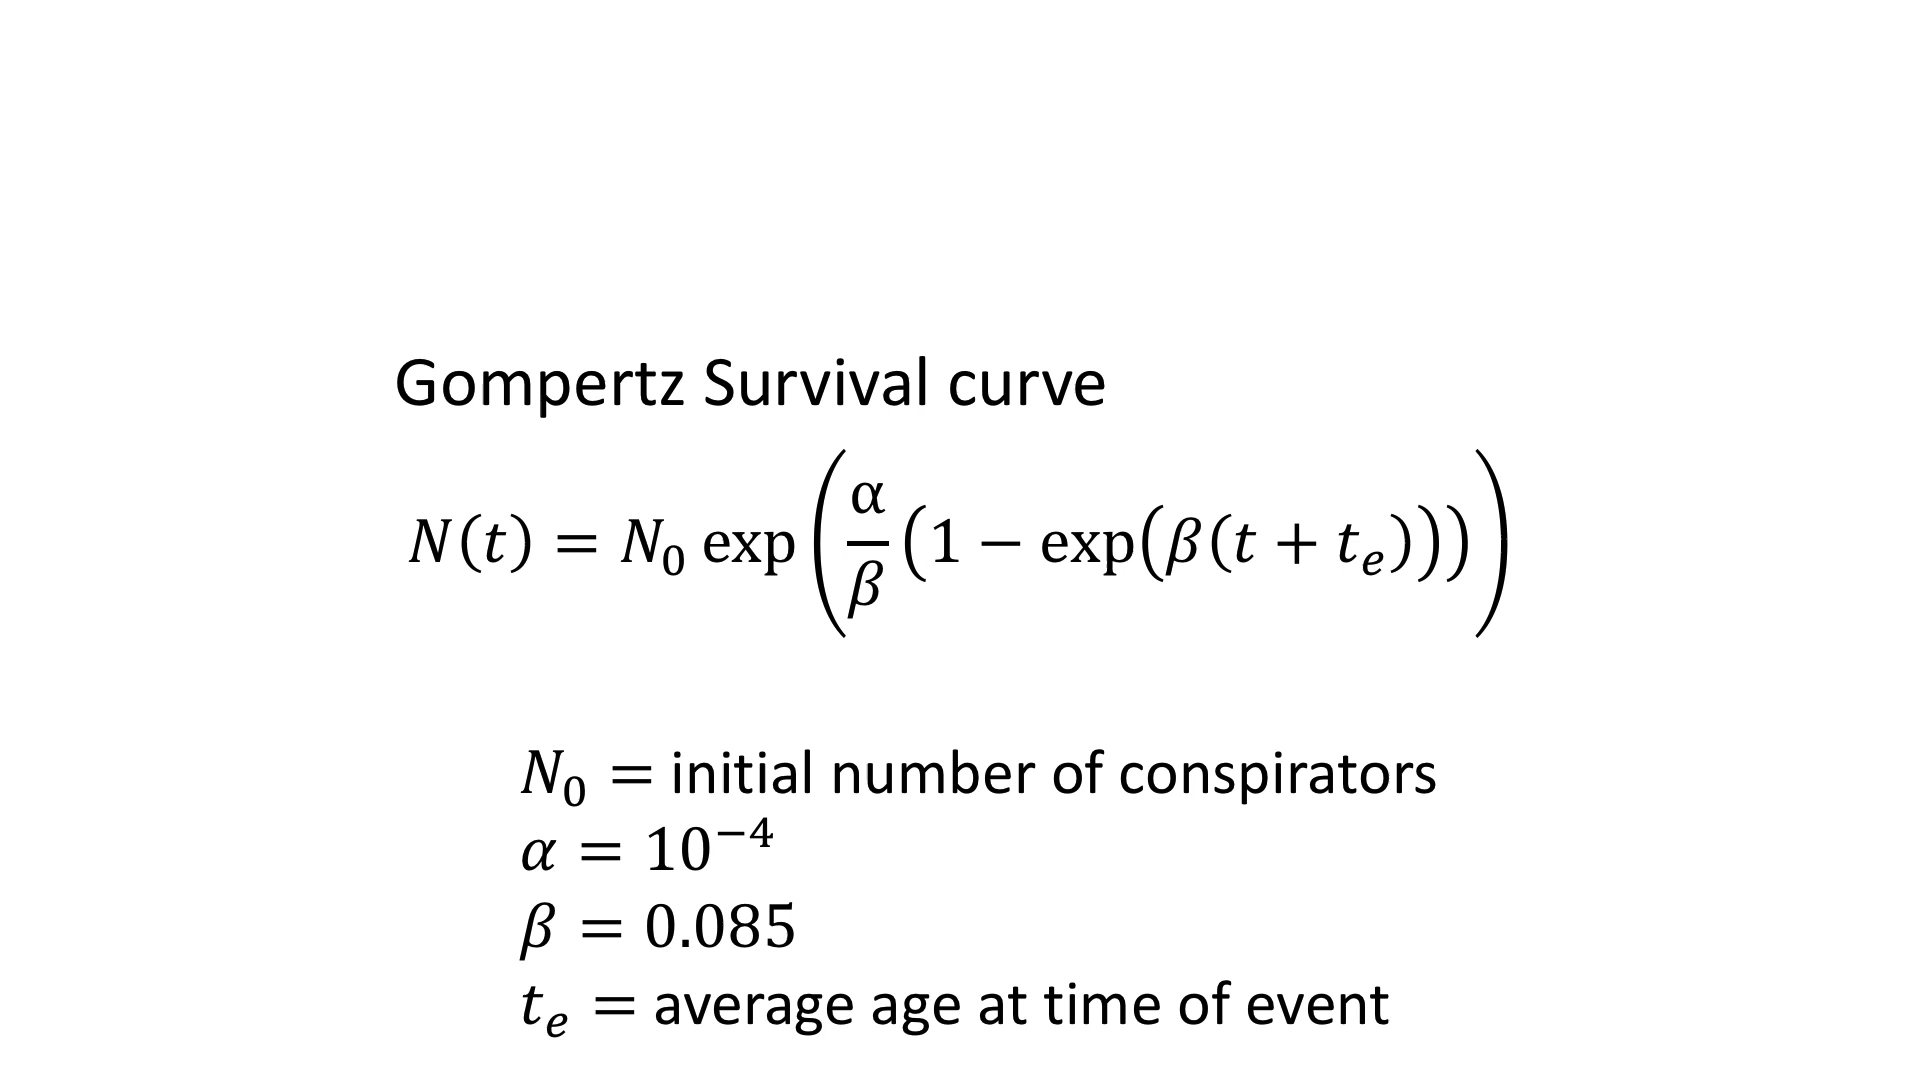 Gompertz Survival curve
N(t) = N₀ exp(α/β (1 − exp(β(t + tₑ))))
N₀ = initial number of conspirators
α = 10⁻⁴
β = 0.085
tₑ = average age at time of event